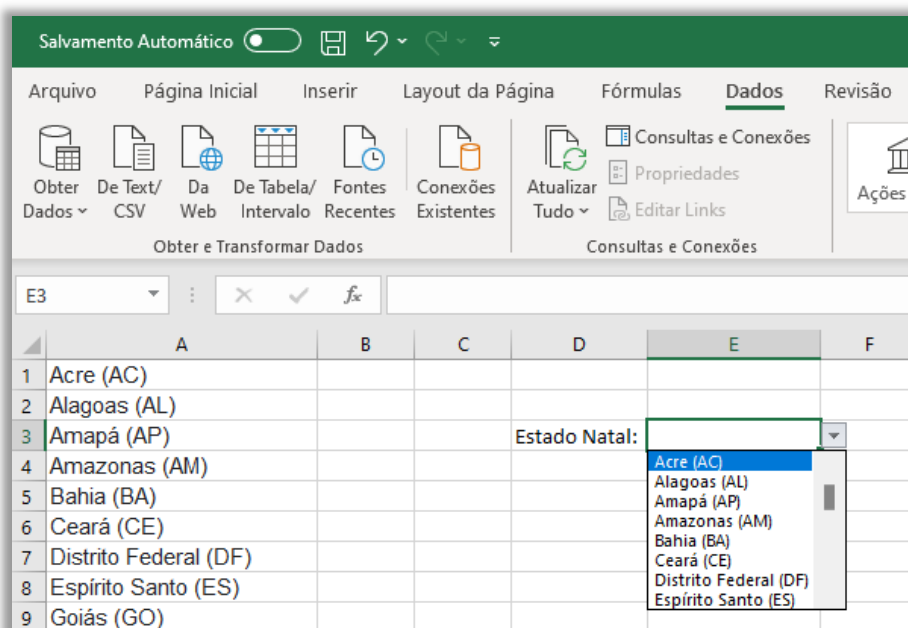 Salvamento Automático
Arquivo Página Inicial Inserir Layout da Página Fórmulas Dados Revisão
Obter Dados De Text/ CSV Da Web De Tabela/ Intervalo Fontes Recentes Conexões Existentes
Obter e Transformar Dados
Atualizar Tudo
Consultas e Conexões
Propriedades
Editar Links
Consultas e Conexões
Ações
E3 fx
A B C D E F
1 Acre (AC)
2 Alagoas (AL)
3 Amapá (AP) Estado Natal:
4 Amazonas (AM)
5 Bahia (BA)
6 Ceará (CE)
7 Distrito Federal (DF)
8 Espírito Santo (ES)
9 Goiás (GO)
Acre (AC)
Alagoas (AL)
Amapá (AP)
Amazonas (AM)
Bahia (BA)
Ceará (CE)
Distrito Federal (DF)
Espírito Santo (ES)